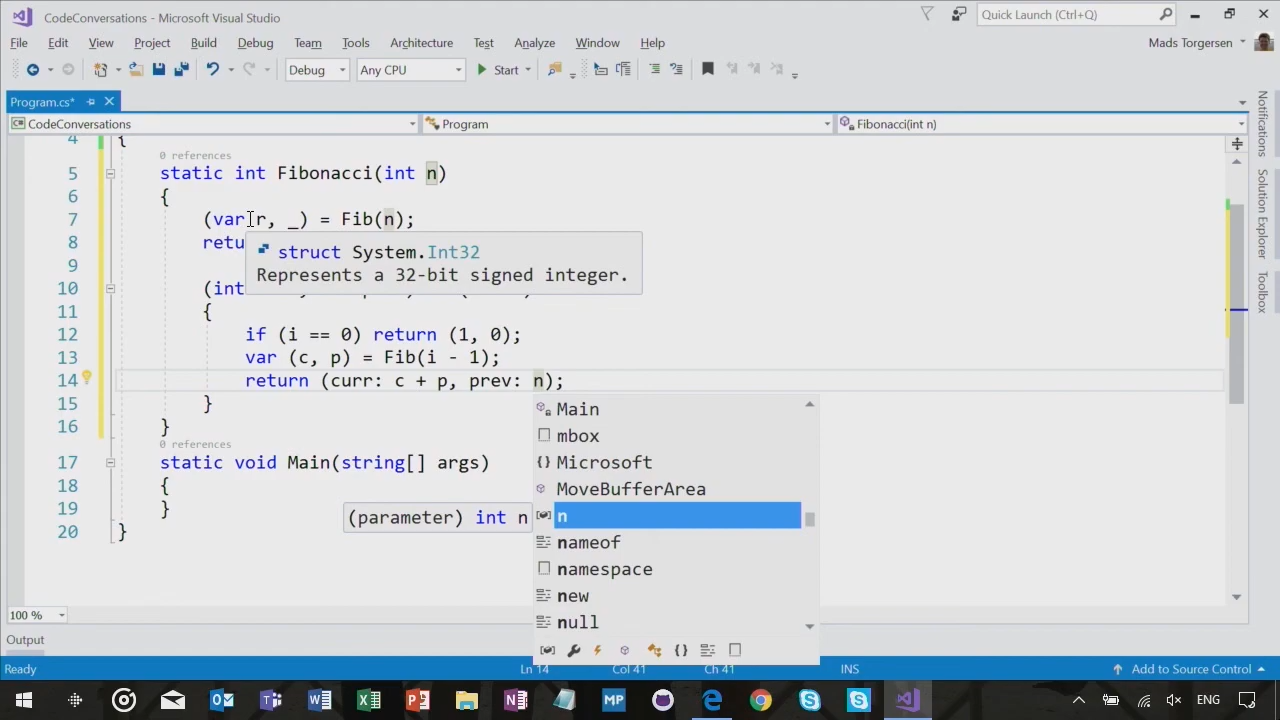 CodeConversations - Microsoft Visual Studio
Quick Launch (Ctrl+Q)
File Edit View Project Build Debug Team Tools Architecture Test Analyze Window Help
Mads Torgersen
Debug Any CPU Start
Program.cs*
CodeConversations Program Fibonacci(int n)
4 {
0 references
5 static int Fibonacci(int n)
6 {
7 (var r, _) = Fib(n);
8 retu
struct System.Int32
9
Represents a 32-bit signed integer.
10 (int
11 {
12 if (i == 0) return (1, 0);
13 var (c, p) = Fib(i - 1);
14 return (curr: c + p, prev: n);
15 }
16 }
0 references
17 static void Main(string[] args)
18 {
19 }
20 }
Main
mbox
Microsoft
MoveBufferArea
(parameter) int n
n
nameof
namespace
new
null
Notifications
Solution Explorer
Toolbox
100 %
Output
Ready Ln 14 Col 41 Ch 41 INS Add to Source Control
ENG